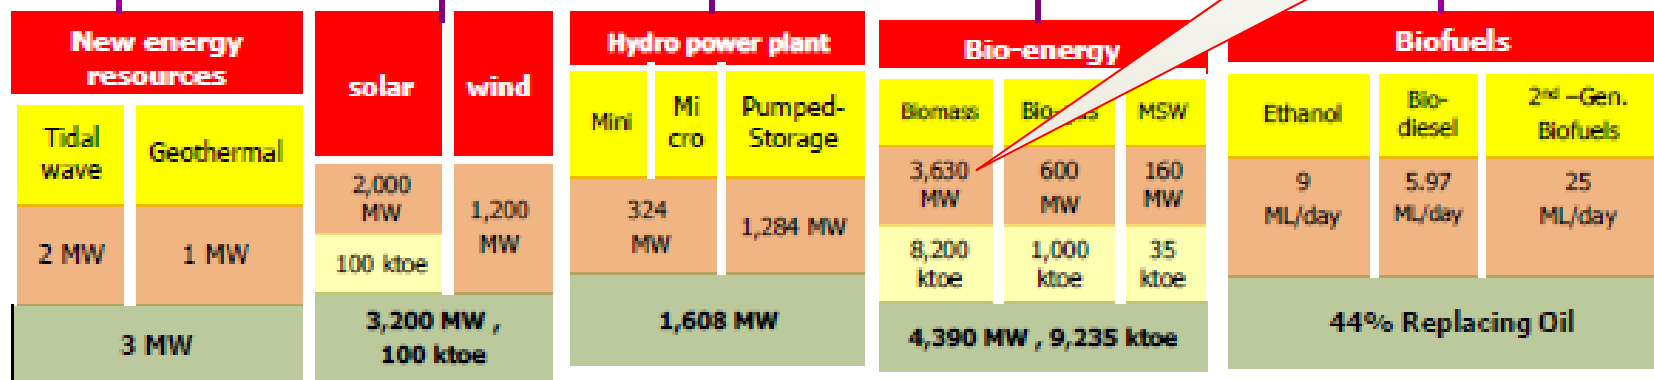 New energy
resources
Tidal
wave
Geothermal
2 MW
1 MW
3 MW
solar
wind
2,000
MW
1,200
MW
100 ktoe
3,200 MW ,
100 ktoe
Hydro power plant
Mini
Mi
cro
Pumped-
Storage
324
MW
1,284 MW
1,608 MW
Bio-energy
Biomass
MSW
3,630
MW
600
MW
160
MW
8,200
ktoe
1,000
ktoe
35
ktoe
4,390 MW , 9,235 ktoe
Biofuels
Ethanol
Bio-
diesel
2nd –Gen.
Biofuels
9
ML/day
5.97
ML/day
25
ML/day
44% Replacing Oil